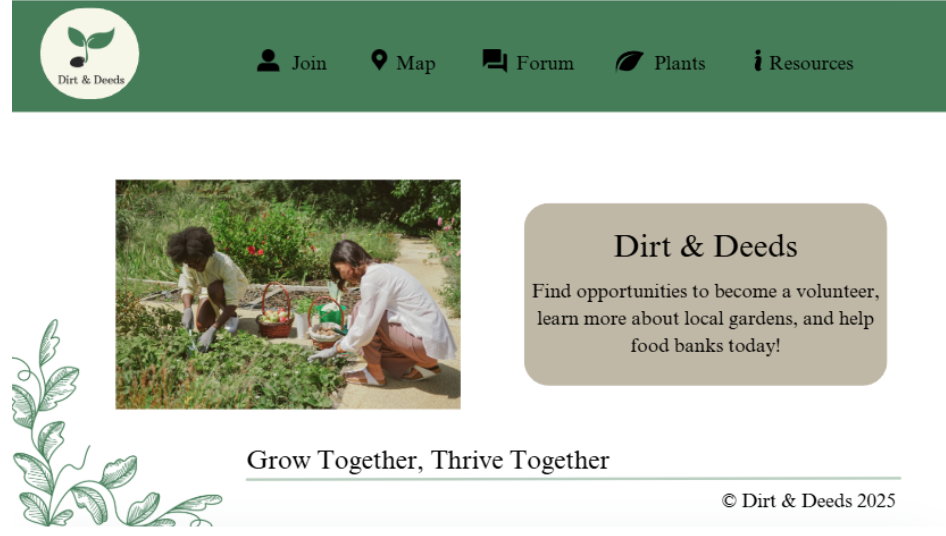 Dirt & Deeds
Join
Map
Forum
Plants
Resources
Dirt & Deeds
Find opportunities to become a volunteer,
learn more about local gardens, and help
food banks today!
Grow Together, Thrive Together
© Dirt & Deeds 2025